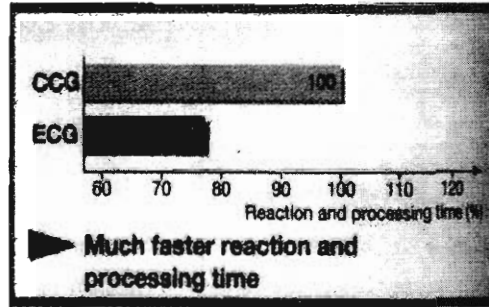 CCG 100
ECG
60 70 80 90 100 110 120
Reaction and processing time (%)
Much faster reaction and
processing time